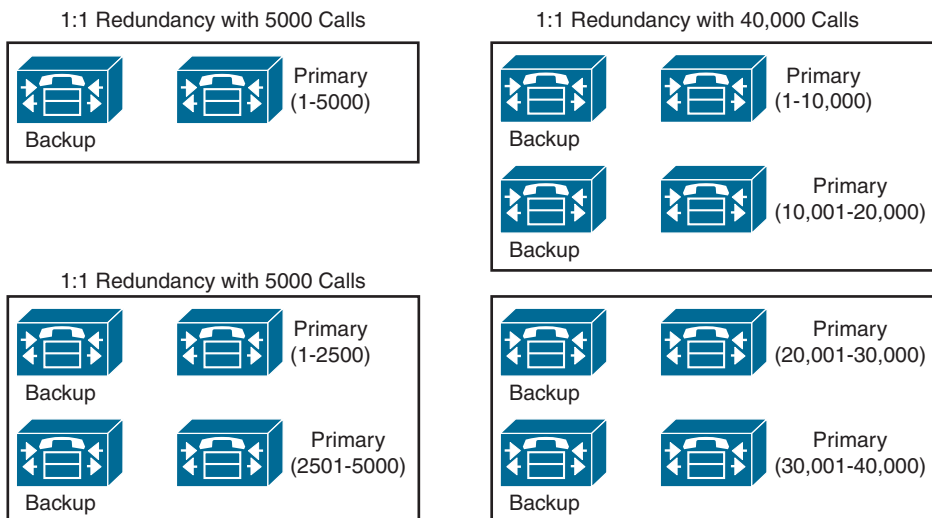 1:1 Redundancy with 5000 Calls
Primary
(1-5000)
Backup
1:1 Redundancy with 5000 Calls
Primary
(1-2500)
Backup
Primary
(2501-5000)
Backup
1:1 Redundancy with 40,000 Calls
Primary
(1-10,000)
Backup
Primary
(10,001-20,000)
Backup
Primary
(20,001-30,000)
Backup
Primary
(30,001-40,000)
Backup